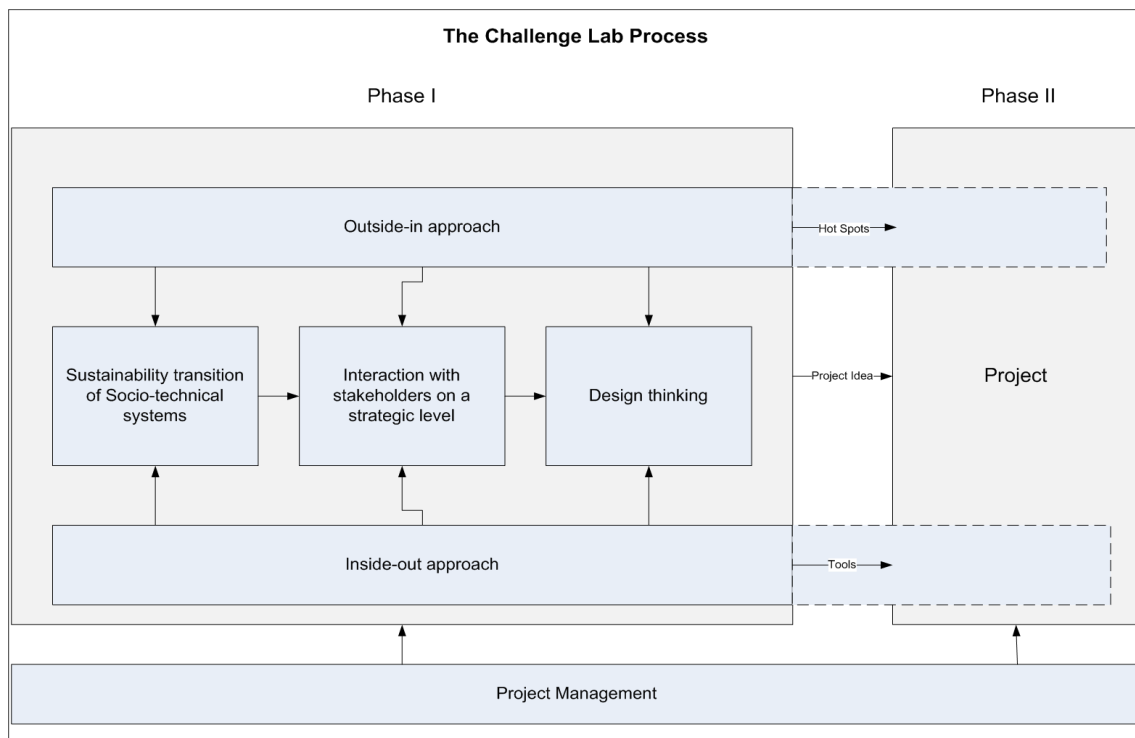 The Challenge Lab Process
Phase I
Phase II
Outside-in approach
Hot Spots
Sustainability transition
of Socio-technical
systems
Interaction with
stakeholders on a
strategic level
Design thinking
Project Idea
Project
Inside-out approach
Tools
Project Management